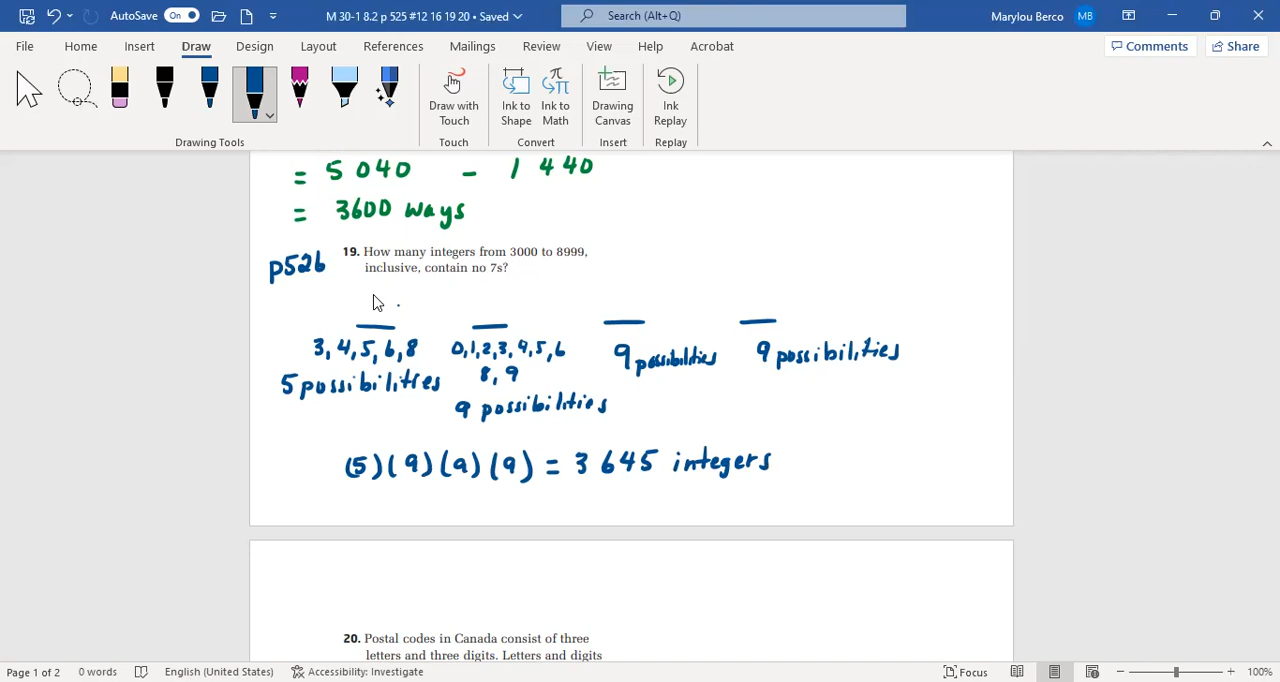 AutoSave On M 30-1 8.2 p 525 #12 16 19 20 • Saved Search (Alt+Q) Marylou Berco MB
File Home Insert Draw Design Layout References Mailings Review View Help Acrobat Comments Share
Draw with Touch Ink to Shape Ink to Math Drawing Canvas Ink Replay
Drawing Tools Touch Convert Insert Replay
= 5 040 - 1 440
= 3600 ways
p526 19. How many integers from 3000 to 8999,
inclusive, contain no 7s?
3, 4, 5, 6, 8 0, 1, 2, 3, 4, 5, 6 9 possibilities 9 possibilities
5 possibilities 8, 9
9 possibilities
(5)(9)(9)(9) = 3 645 integers
20. Postal codes in Canada consist of three
letters and three digits. Letters and digits
Page 1 of 2 0 words English (United States) Accessibility: Investigate Focus 100%